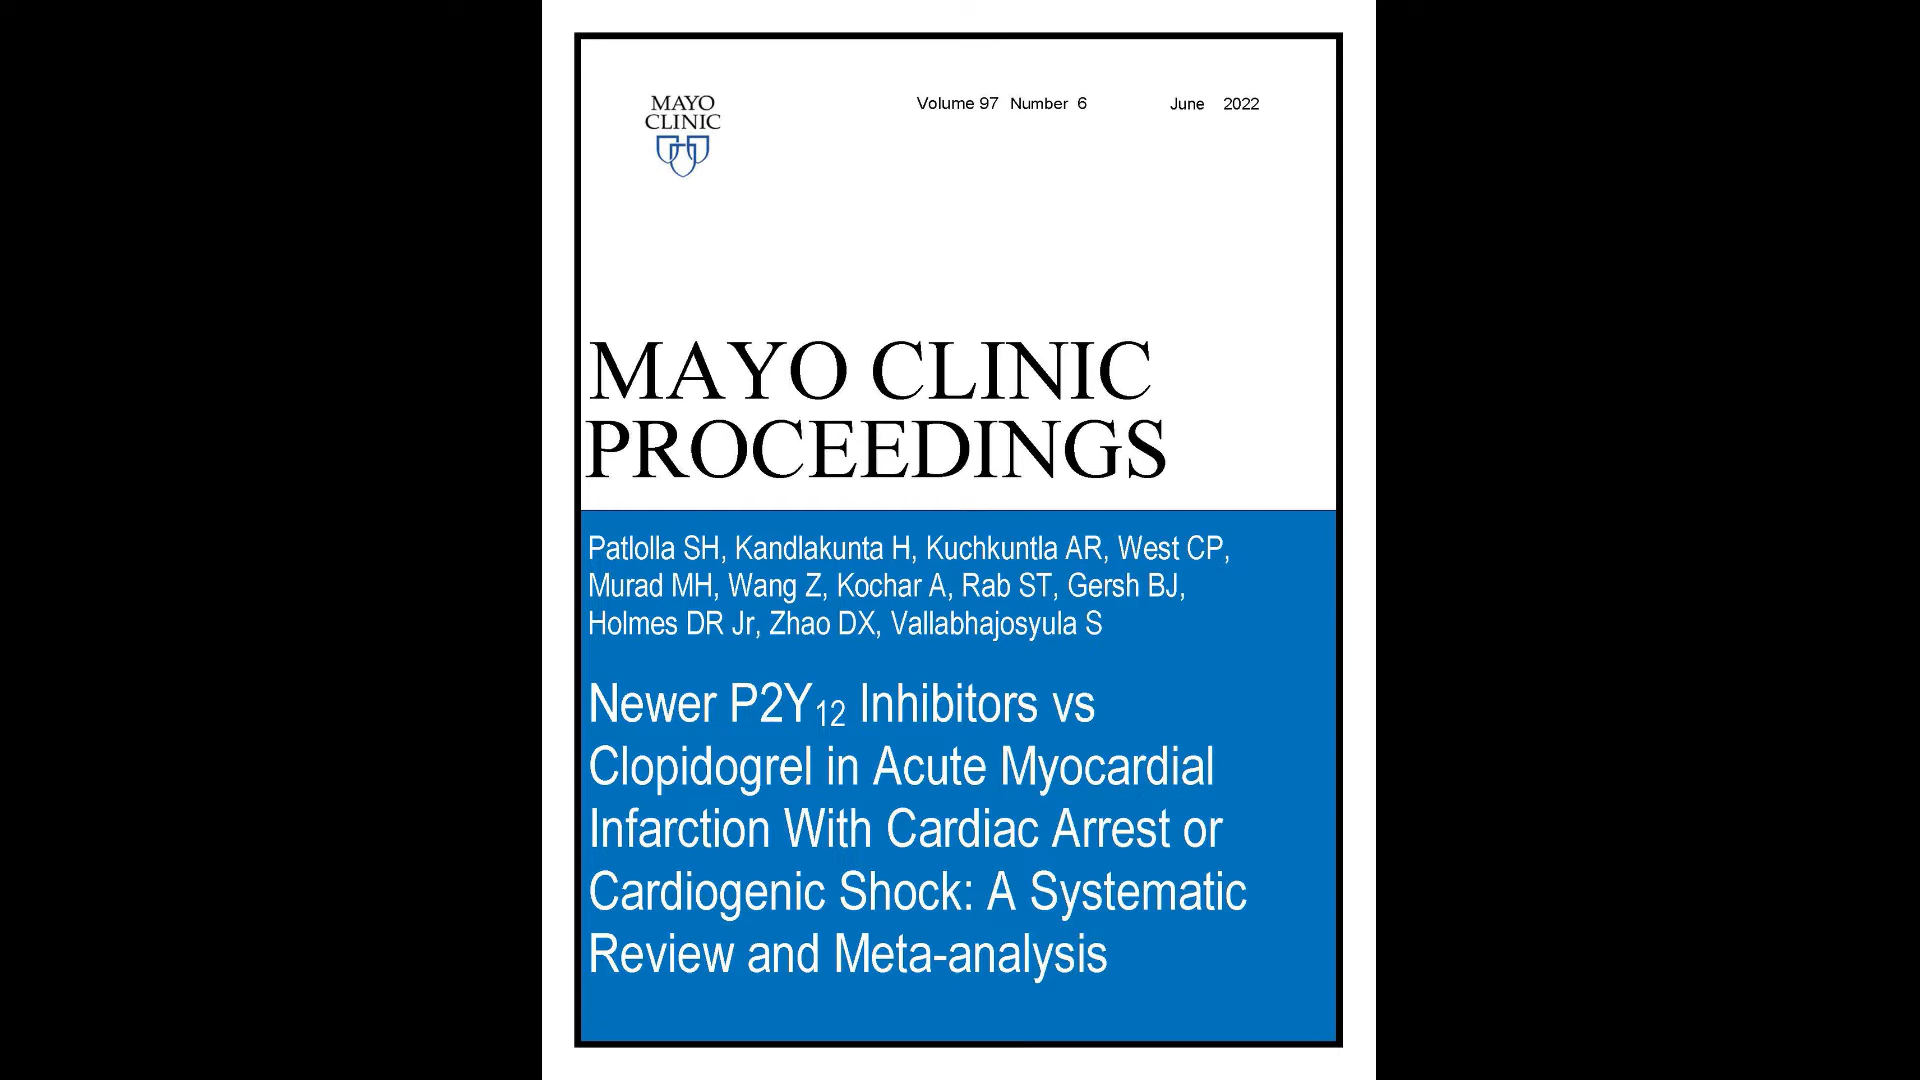 MAYO
CLINIC
Volume 97 Number 6 June 2022
MAYO CLINIC
PROCEEDINGS
Patlolla SH, Kandlakunta H, Kuchkuntla AR, West CP,
Murad MH, Wang Z, Kochar A, Rab ST, Gersh BJ,
Holmes DR Jr, Zhao DX, Vallabhajosyula S
Newer P2Y₁₂ Inhibitors vs
Clopidogrel in Acute Myocardial
Infarction With Cardiac Arrest or
Cardiogenic Shock: A Systematic
Review and Meta-analysis